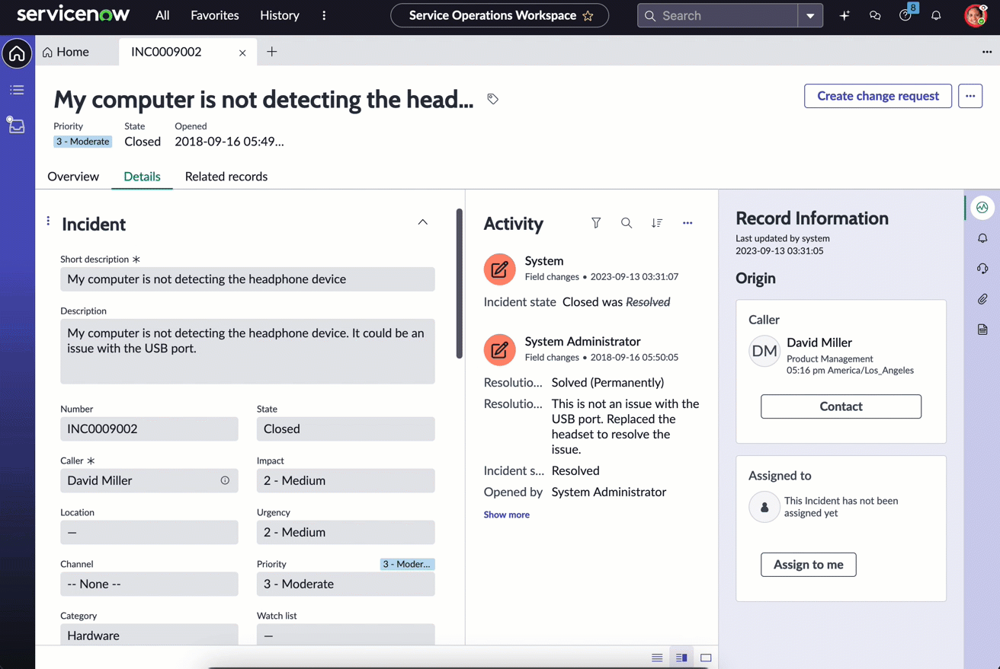 servicenow All Favorites History Service Operations Workspace Search 8
Home INC0009002
My computer is not detecting the head...
Create change request
Priority State Opened
3 - Moderate Closed 2018-09-16 05:49...
Overview Details Related records
Incident
Short description *
My computer is not detecting the headphone device
Description
My computer is not detecting the headphone device. It could be an
issue with the USB port.
Number State
INC0009002 Closed
Caller * Impact
David Miller 2 - Medium
Location Urgency
— 2 - Medium
Channel Priority 3 - Moder...
-- None -- 3 - Moderate
Category Watch list
Hardware —
Activity
System
Field changes • 2023-09-13 03:31:07
Incident state Closed was Resolved
System Administrator
Field changes • 2018-09-16 05:50:05
Resolutio... Solved (Permanently)
Resolutio... This is not an issue with the
USB port. Replaced the
headset to resolve the
issue.
Incident s... Resolved
Opened by System Administrator
Show more
Record Information
Last updated by system
2023-09-13 03:31:05
Origin
Caller
DM David Miller
Product Management
05:16 pm America/Los_Angeles
Contact
Assigned to
This Incident has not been
assigned yet
Assign to me